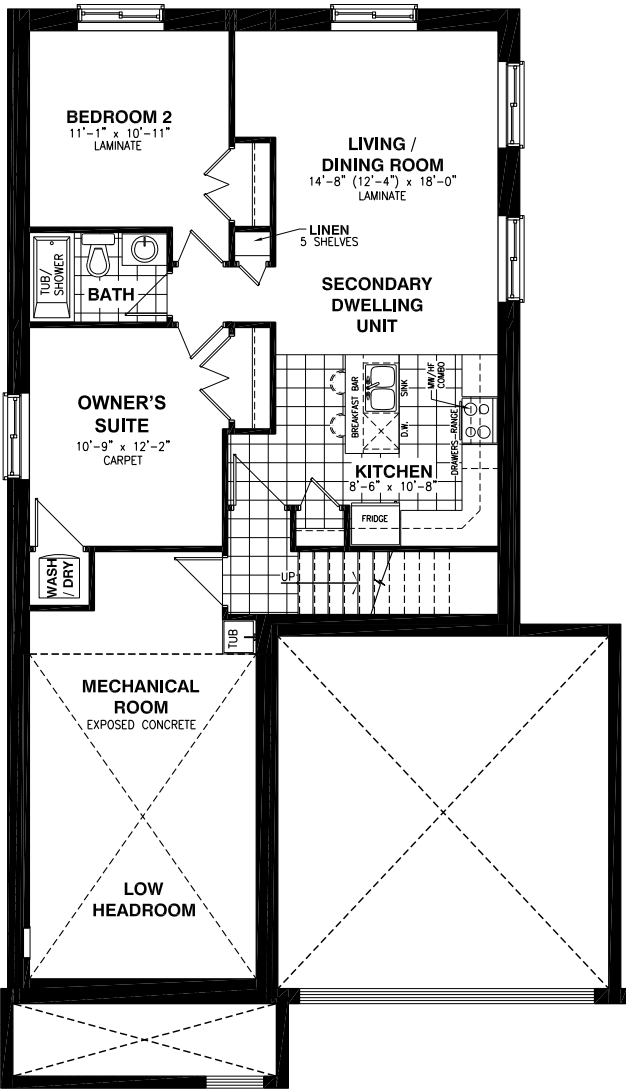 BEDROOM 2
11'-1" x 10'-11"
LAMINATE
LIVING /
DINING ROOM
14'-8" (12'-4") x 18'-0"
LAMINATE
LINEN
5 SHELVES
TUB/
SHOWER
BATH
SECONDARY
DWELLING
UNIT
OWNER'S
SUITE
10'-9" x 12'-2"
CARPET
BREAKFAST BAR
SINK
D.W.
MW/HF
COMBO
DRAWERS-RANGE
KITCHEN
8'-6" x 10'-8"
FRIDGE
WASH
/ DRY
UP
TUB
MECHANICAL
ROOM
EXPOSED CONCRETE
LOW
HEADROOM